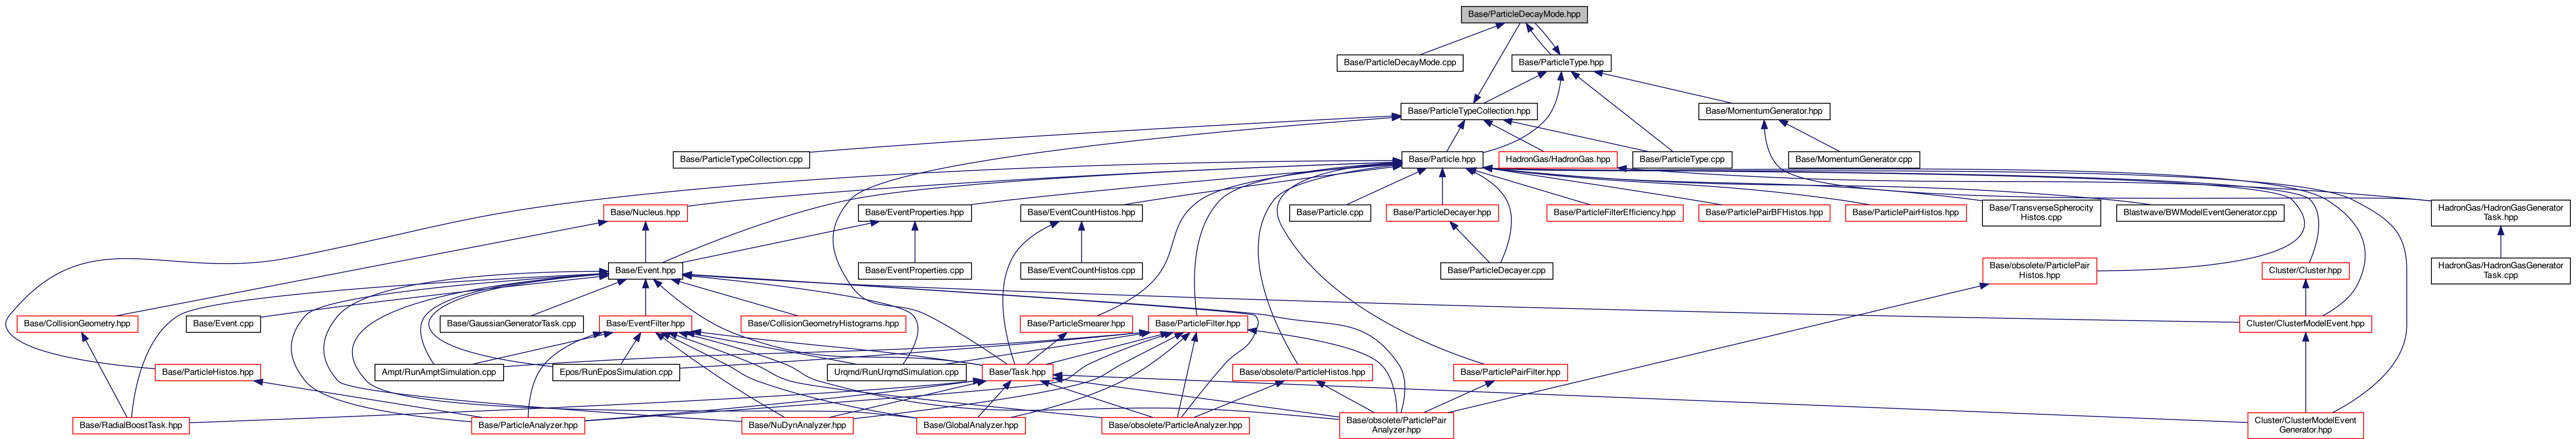 Base/ParticleDecayMode.hpp
Base/ParticleDecayMode.cpp
Base/ParticleType.hpp
Base/ParticleTypeCollection.hpp
Base/MomentumGenerator.hpp
Base/ParticleTypeCollection.cpp
Base/Particle.hpp
HadronGas/HadronGas.hpp
Base/ParticleType.cpp
Base/MomentumGenerator.cpp
Base/Nucleus.hpp
Base/EventProperties.hpp
Base/EventCountHistos.hpp
Base/Particle.cpp
Base/ParticleDecayer.hpp
Base/ParticleFilterEfficiency.hpp
Base/ParticlePairBFHistos.hpp
Base/ParticlePairHistos.hpp
Base/TransverseSpherocity
Histos.cpp
Blastwave/BWModelEventGenerator.cpp
HadronGas/HadronGasGenerator
Task.hpp
Base/Event.hpp
Base/EventProperties.cpp
Base/EventCountHistos.cpp
Base/ParticleDecayer.cpp
Base/obsolete/ParticlePair
Histos.hpp
Cluster/Cluster.hpp
HadronGas/HadronGasGenerator
Task.cpp
Base/CollisionGeometry.hpp
Base/Event.cpp
Base/GaussianGeneratorTask.cpp
Base/EventFilter.hpp
Base/CollisionGeometryHistograms.hpp
Base/ParticleSmearer.hpp
Base/ParticleFilter.hpp
Cluster/ClusterModelEvent.hpp
Base/ParticleHistos.hpp
Ampt/RunAmptSimulation.cpp
Epos/RunEposSimulation.cpp
Urqmd/RunUrqmdSimulation.cpp
Base/Task.hpp
Base/obsolete/ParticleHistos.hpp
Base/ParticlePairFilter.hpp
Base/RadialBoostTask.hpp
Base/ParticleAnalyzer.hpp
Base/NuDynAnalyzer.hpp
Base/GlobalAnalyzer.hpp
Base/obsolete/ParticleAnalyzer.hpp
Base/obsolete/ParticlePair
Analyzer.hpp
Cluster/ClusterModelEvent
Generator.hpp